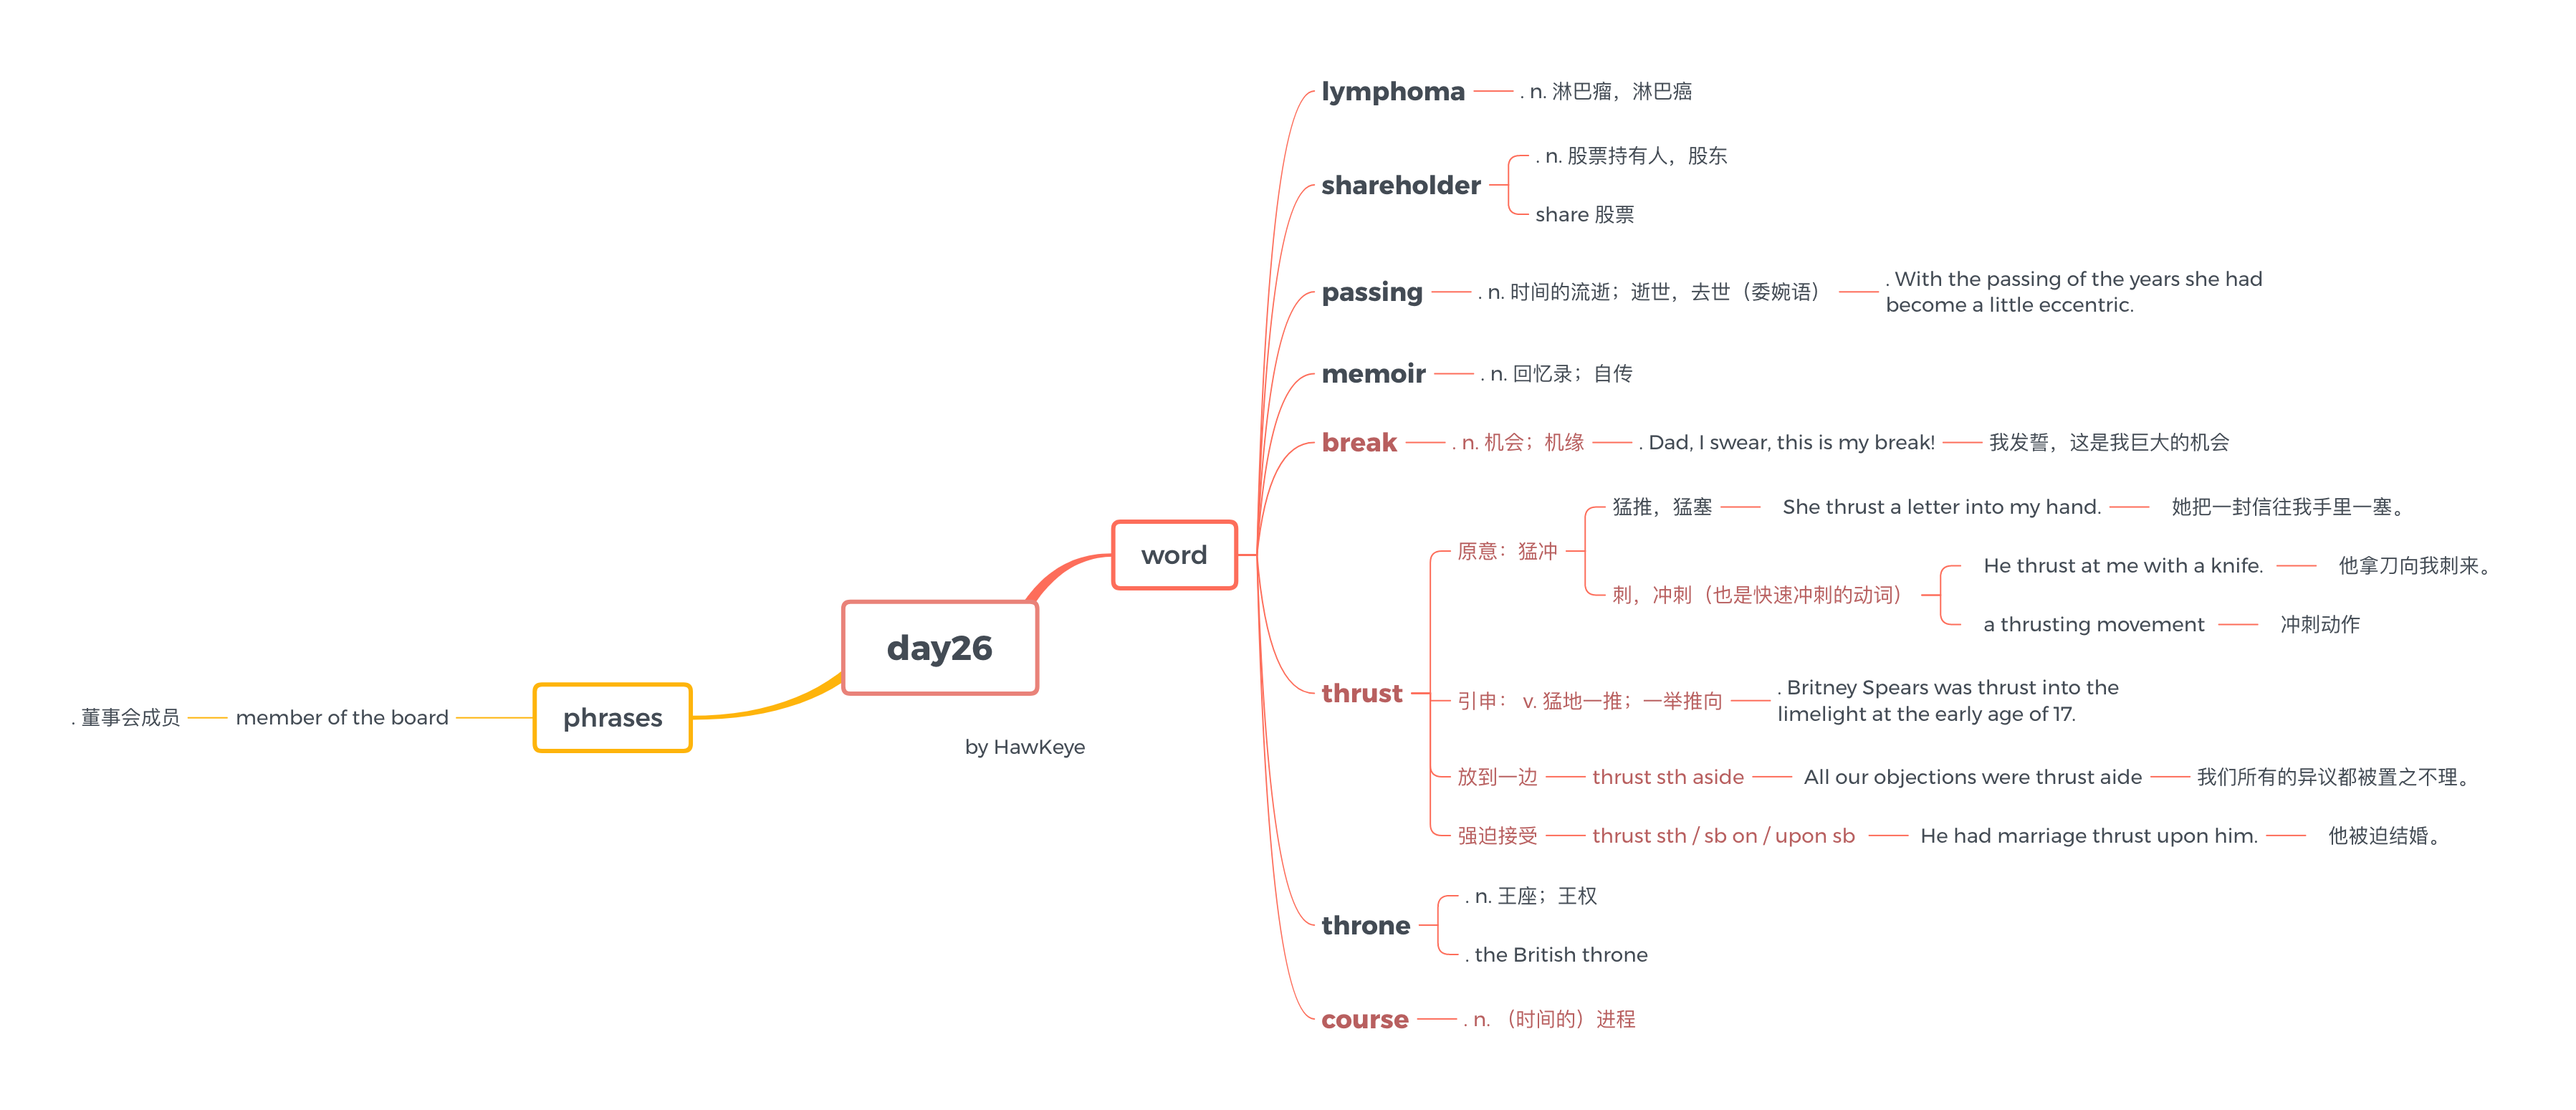 day26
by HawKeye
word
lymphoma
. n. 淋巴瘤，淋巴癌
shareholder
. n. 股票持有人，股东
share 股票
passing
. n. 时间的流逝；逝世，去世（委婉语）
. With the passing of the years she had
become a little eccentric.
memoir
. n. 回忆录；自传
break
. n. 机会；机缘
. Dad, I swear, this is my break!
我发誓，这是我巨大的机会
thrust
原意：猛冲
猛推，猛塞
She thrust a letter into my hand.
她把一封信往我手里一塞。
刺，冲刺（也是快速冲刺的动词）
He thrust at me with a knife.
他拿刀向我刺来。
a thrusting movement
冲刺动作
引申： v. 猛地一推；一举推向
. Britney Spears was thrust into the
limelight at the early age of 17.
放到一边
thrust sth aside
All our objections were thrust aide
我们所有的异议都被置之不理。
强迫接受
thrust sth / sb on / upon sb
He had marriage thrust upon him.
他被迫结婚。
throne
. n. 王座；王权
. the British throne
course
. n. （时间的）进程
phrases
member of the board
. 董事会成员